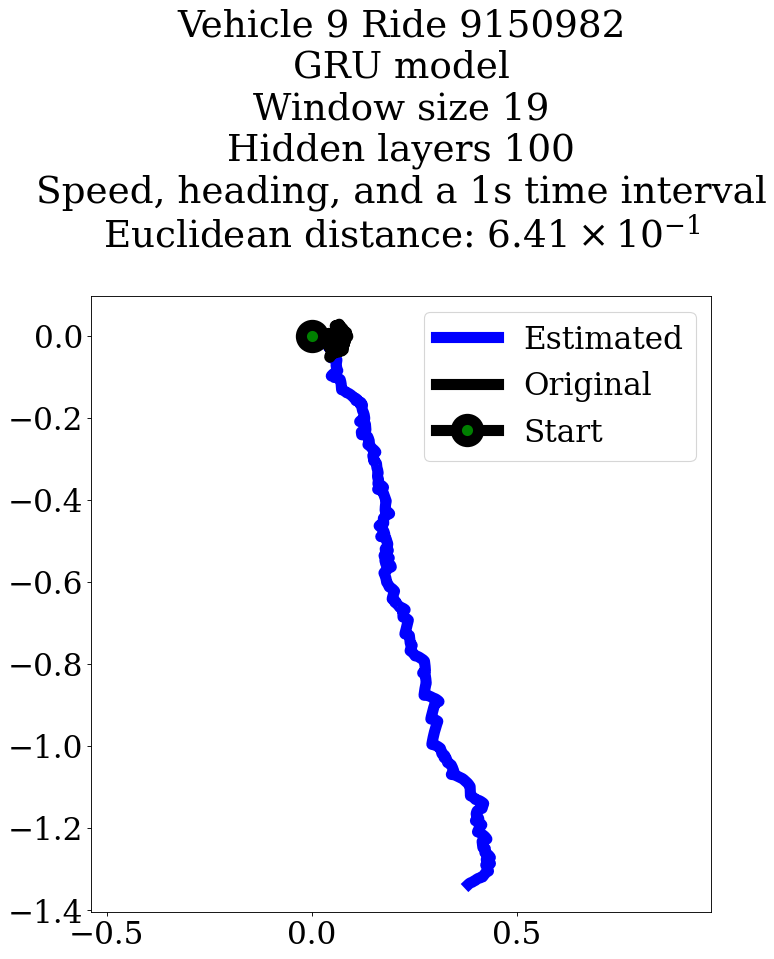 Vehicle 9 Ride 9150982
GRU model
Window size 19
Hidden layers 100
Speed, heading, and a 1s time interval
Euclidean distance: 6.41 × 10⁻¹
Estimated
Original
Start
0.0
−0.2
−0.4
−0.6
−0.8
−1.0
−1.2
−1.4
−0.5
0.0
0.5